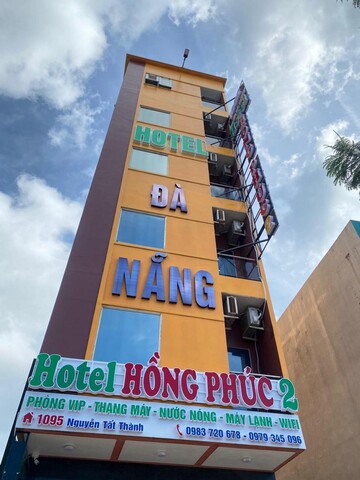 HOTEL
ĐÀ
NẴNG
Hotel HỒNG PHÚC 2
PHÒNG VIP - THANG MÁY - NƯỚC NÓNG - MÁY LẠNH - WIFI
1095 Nguyễn Tất Thành 0983 720 678 - 0979 345 096